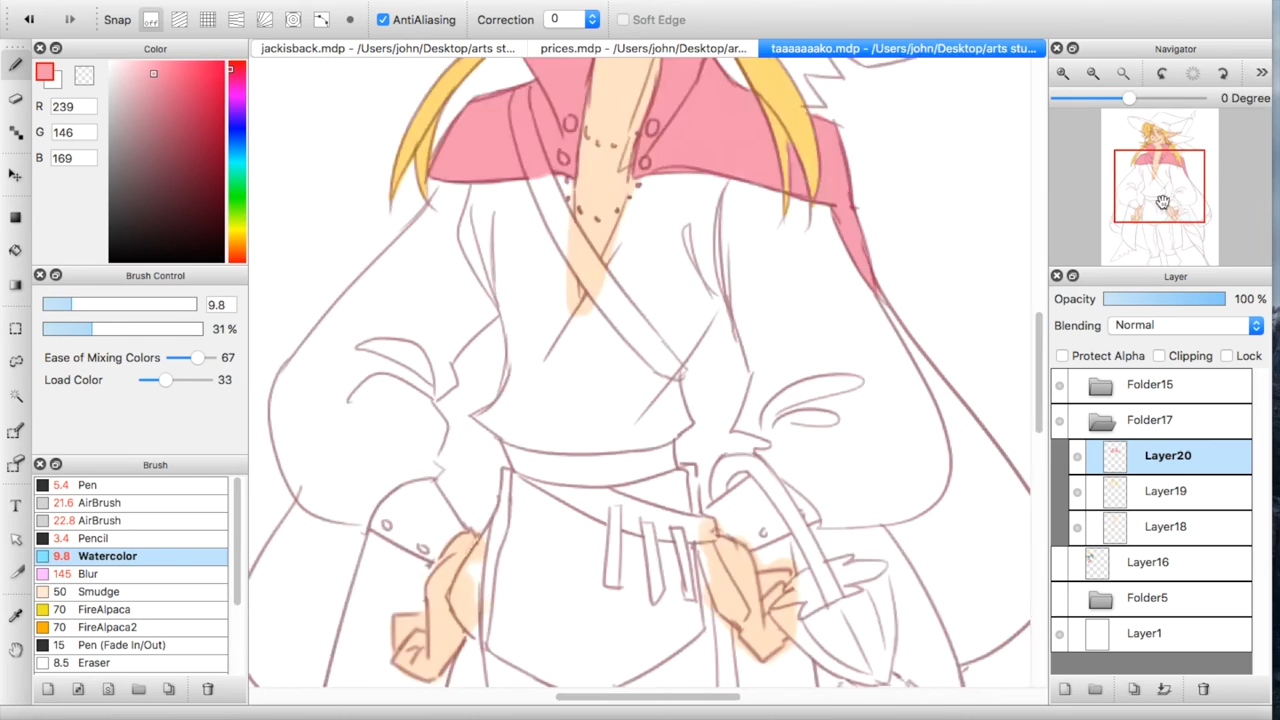 Snap off AntiAliasing Correction 0 Soft Edge
Color
jackisback.mdp - /Users/john/Desktop/arts st...
prices.mdp - /Users/john/Desktop/ar...
taaaaaaako.mdp - /Users/john/Desktop/arts stu...
Navigator
R 239
G 146
B 169
0 Degree
Brush Control
9.8
31 %
Ease of Mixing Colors 67
Load Color 33
Brush
5.4 Pen
21.6 AirBrush
22.8 AirBrush
3.4 Pencil
9.8 Watercolor
145 Blur
50 Smudge
70 FireAlpaca
70 FireAlpaca2
15 Pen (Fade In/Out)
8.5 Eraser
T
Layer
Opacity 100 %
Blending Normal
Protect Alpha Clipping Lock
Folder15
Folder17
Layer20
Layer19
Layer18
Layer16
Folder5
Layer1